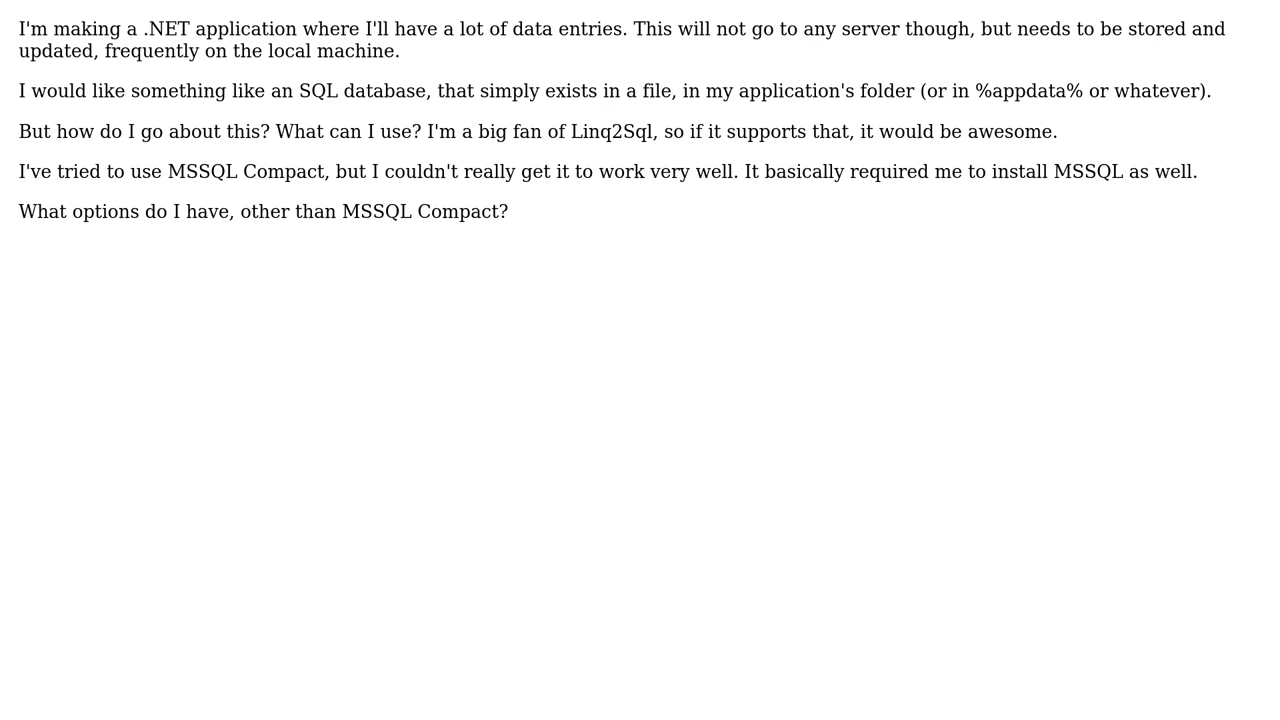 I'm making a .NET application where I'll have a lot of data entries. This will not go to any server though, but needs to be stored and
updated, frequently on the local machine.
I would like something like an SQL database, that simply exists in a file, in my application's folder (or in %appdata% or whatever).
But how do I go about this? What can I use? I'm a big fan of Linq2Sql, so if it supports that, it would be awesome.
I've tried to use MSSQL Compact, but I couldn't really get it to work very well. It basically required me to install MSSQL as well.
What options do I have, other than MSSQL Compact?